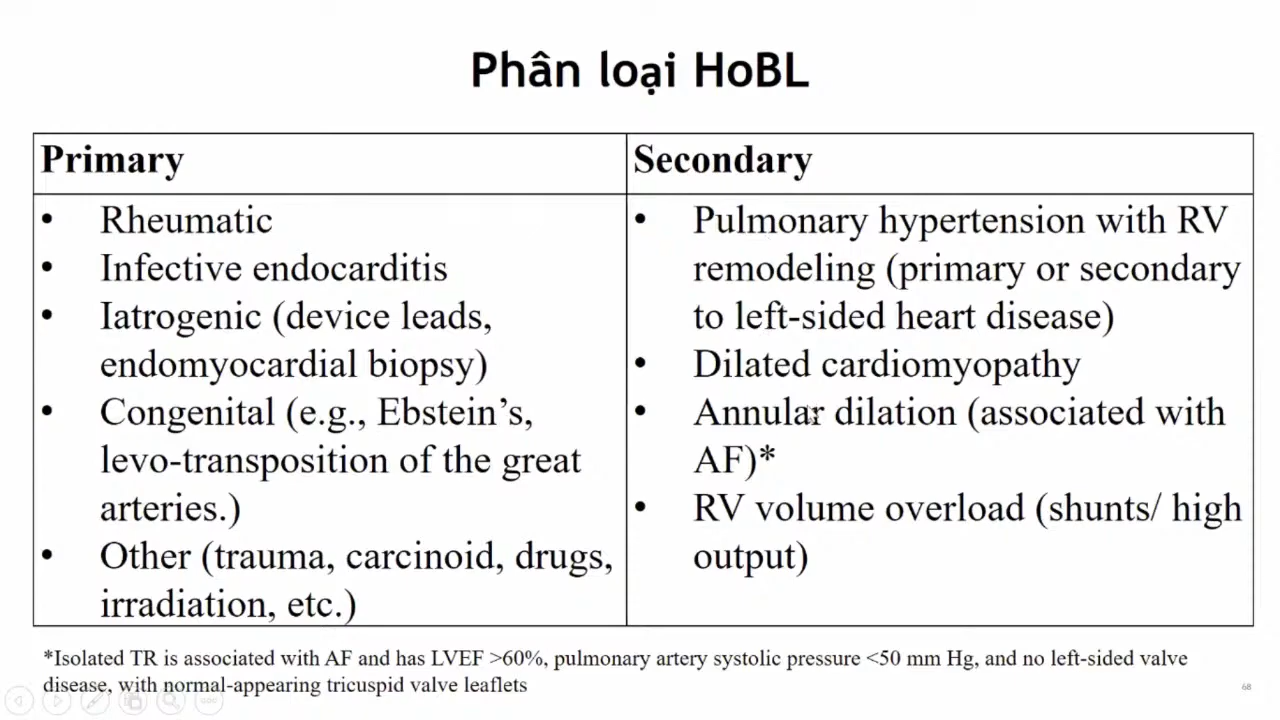 Phân loại HoBL
Primary
Secondary
• Rheumatic
• Infective endocarditis
• Iatrogenic (device leads,
endomyocardial biopsy)
• Congenital (e.g., Ebstein’s,
levo-transposition of the great
arteries.)
• Other (trauma, carcinoid, drugs,
irradiation, etc.)
• Pulmonary hypertension with RV
remodeling (primary or secondary
to left-sided heart disease)
• Dilated cardiomyopathy
• Annular dilation (associated with
AF)*
• RV volume overload (shunts/ high
output)
*Isolated TR is associated with AF and has LVEF >60%, pulmonary artery systolic pressure <50 mm Hg, and no left-sided valve
disease, with normal-appearing tricuspid valve leaflets
68